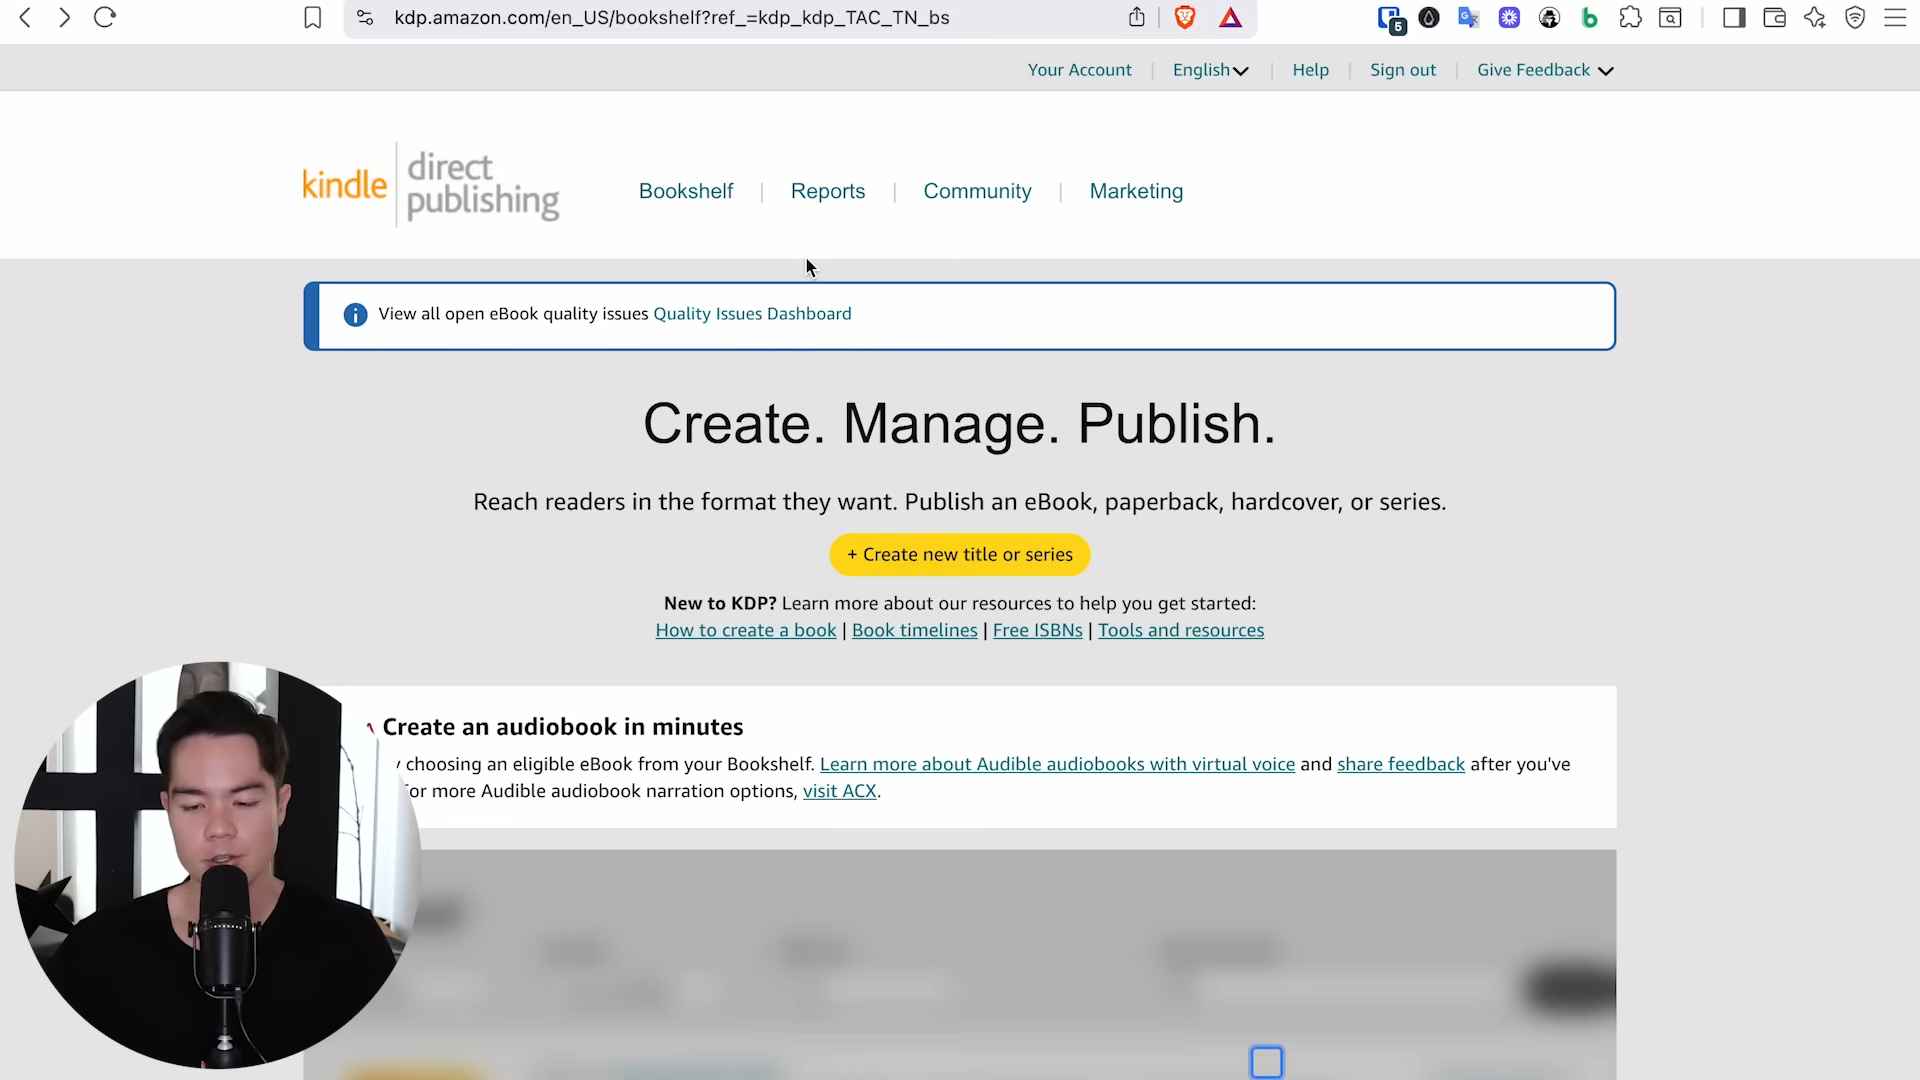 kdp.amazon.com/en_US/bookshelf?ref_=kdp_kdp_TAC_TN_bs
5
Your Account | English | Help | Sign out | Give Feedback
kindle direct publishing
Bookshelf | Reports | Community | Marketing
View all open eBook quality issues Quality Issues Dashboard
Create. Manage. Publish.
Reach readers in the format they want. Publish an eBook, paperback, hardcover, or series.
+ Create new title or series
New to KDP? Learn more about our resources to help you get started:
How to create a book | Book timelines | Free ISBNs | Tools and resources
Create an audiobook in minutes
choosing an eligible eBook from your Bookshelf. Learn more about Audible audiobooks with virtual voice and share feedback after you've
or more Audible audiobook narration options, visit ACX.